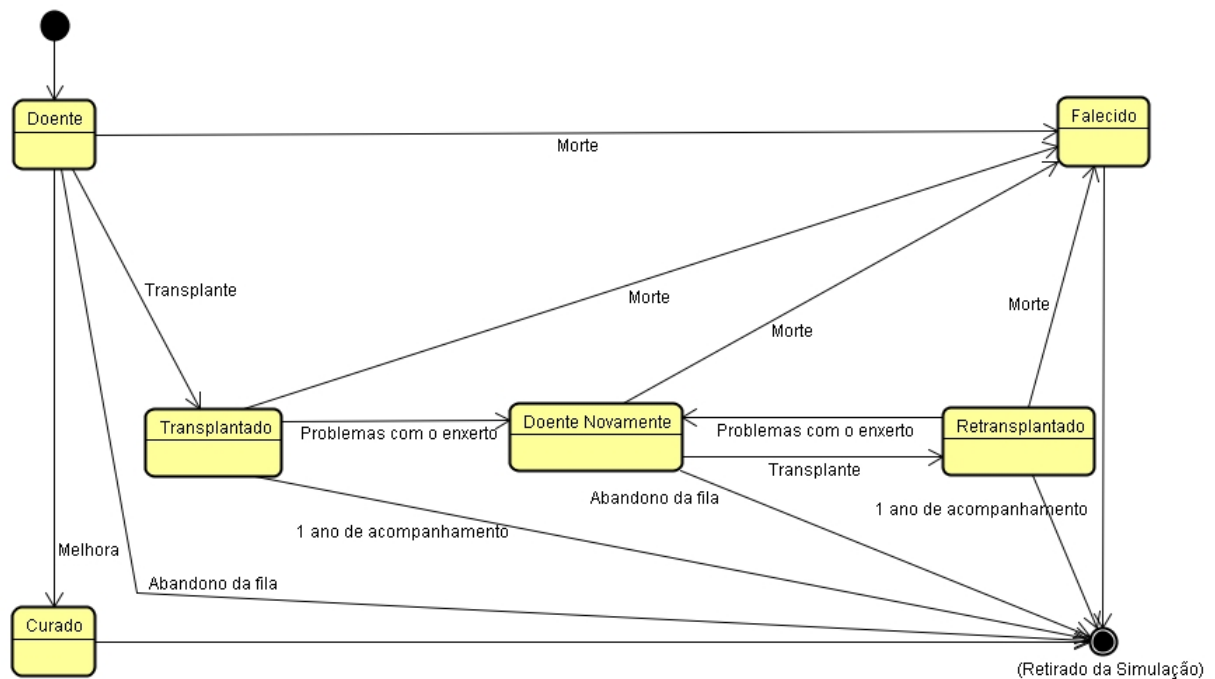 Doente
Falecido
Morte
Transplante
Morte
Morte
Morte
Transplantado
Problemas com o enxerto
Doente Novamente
Problemas com o enxerto
Retransplantado
Transplante
Abandono da fila
1 ano de acompanhamento
1 ano de acompanhamento
Melhora
Abandono da fila
Curado
(Retirado da Simulação)